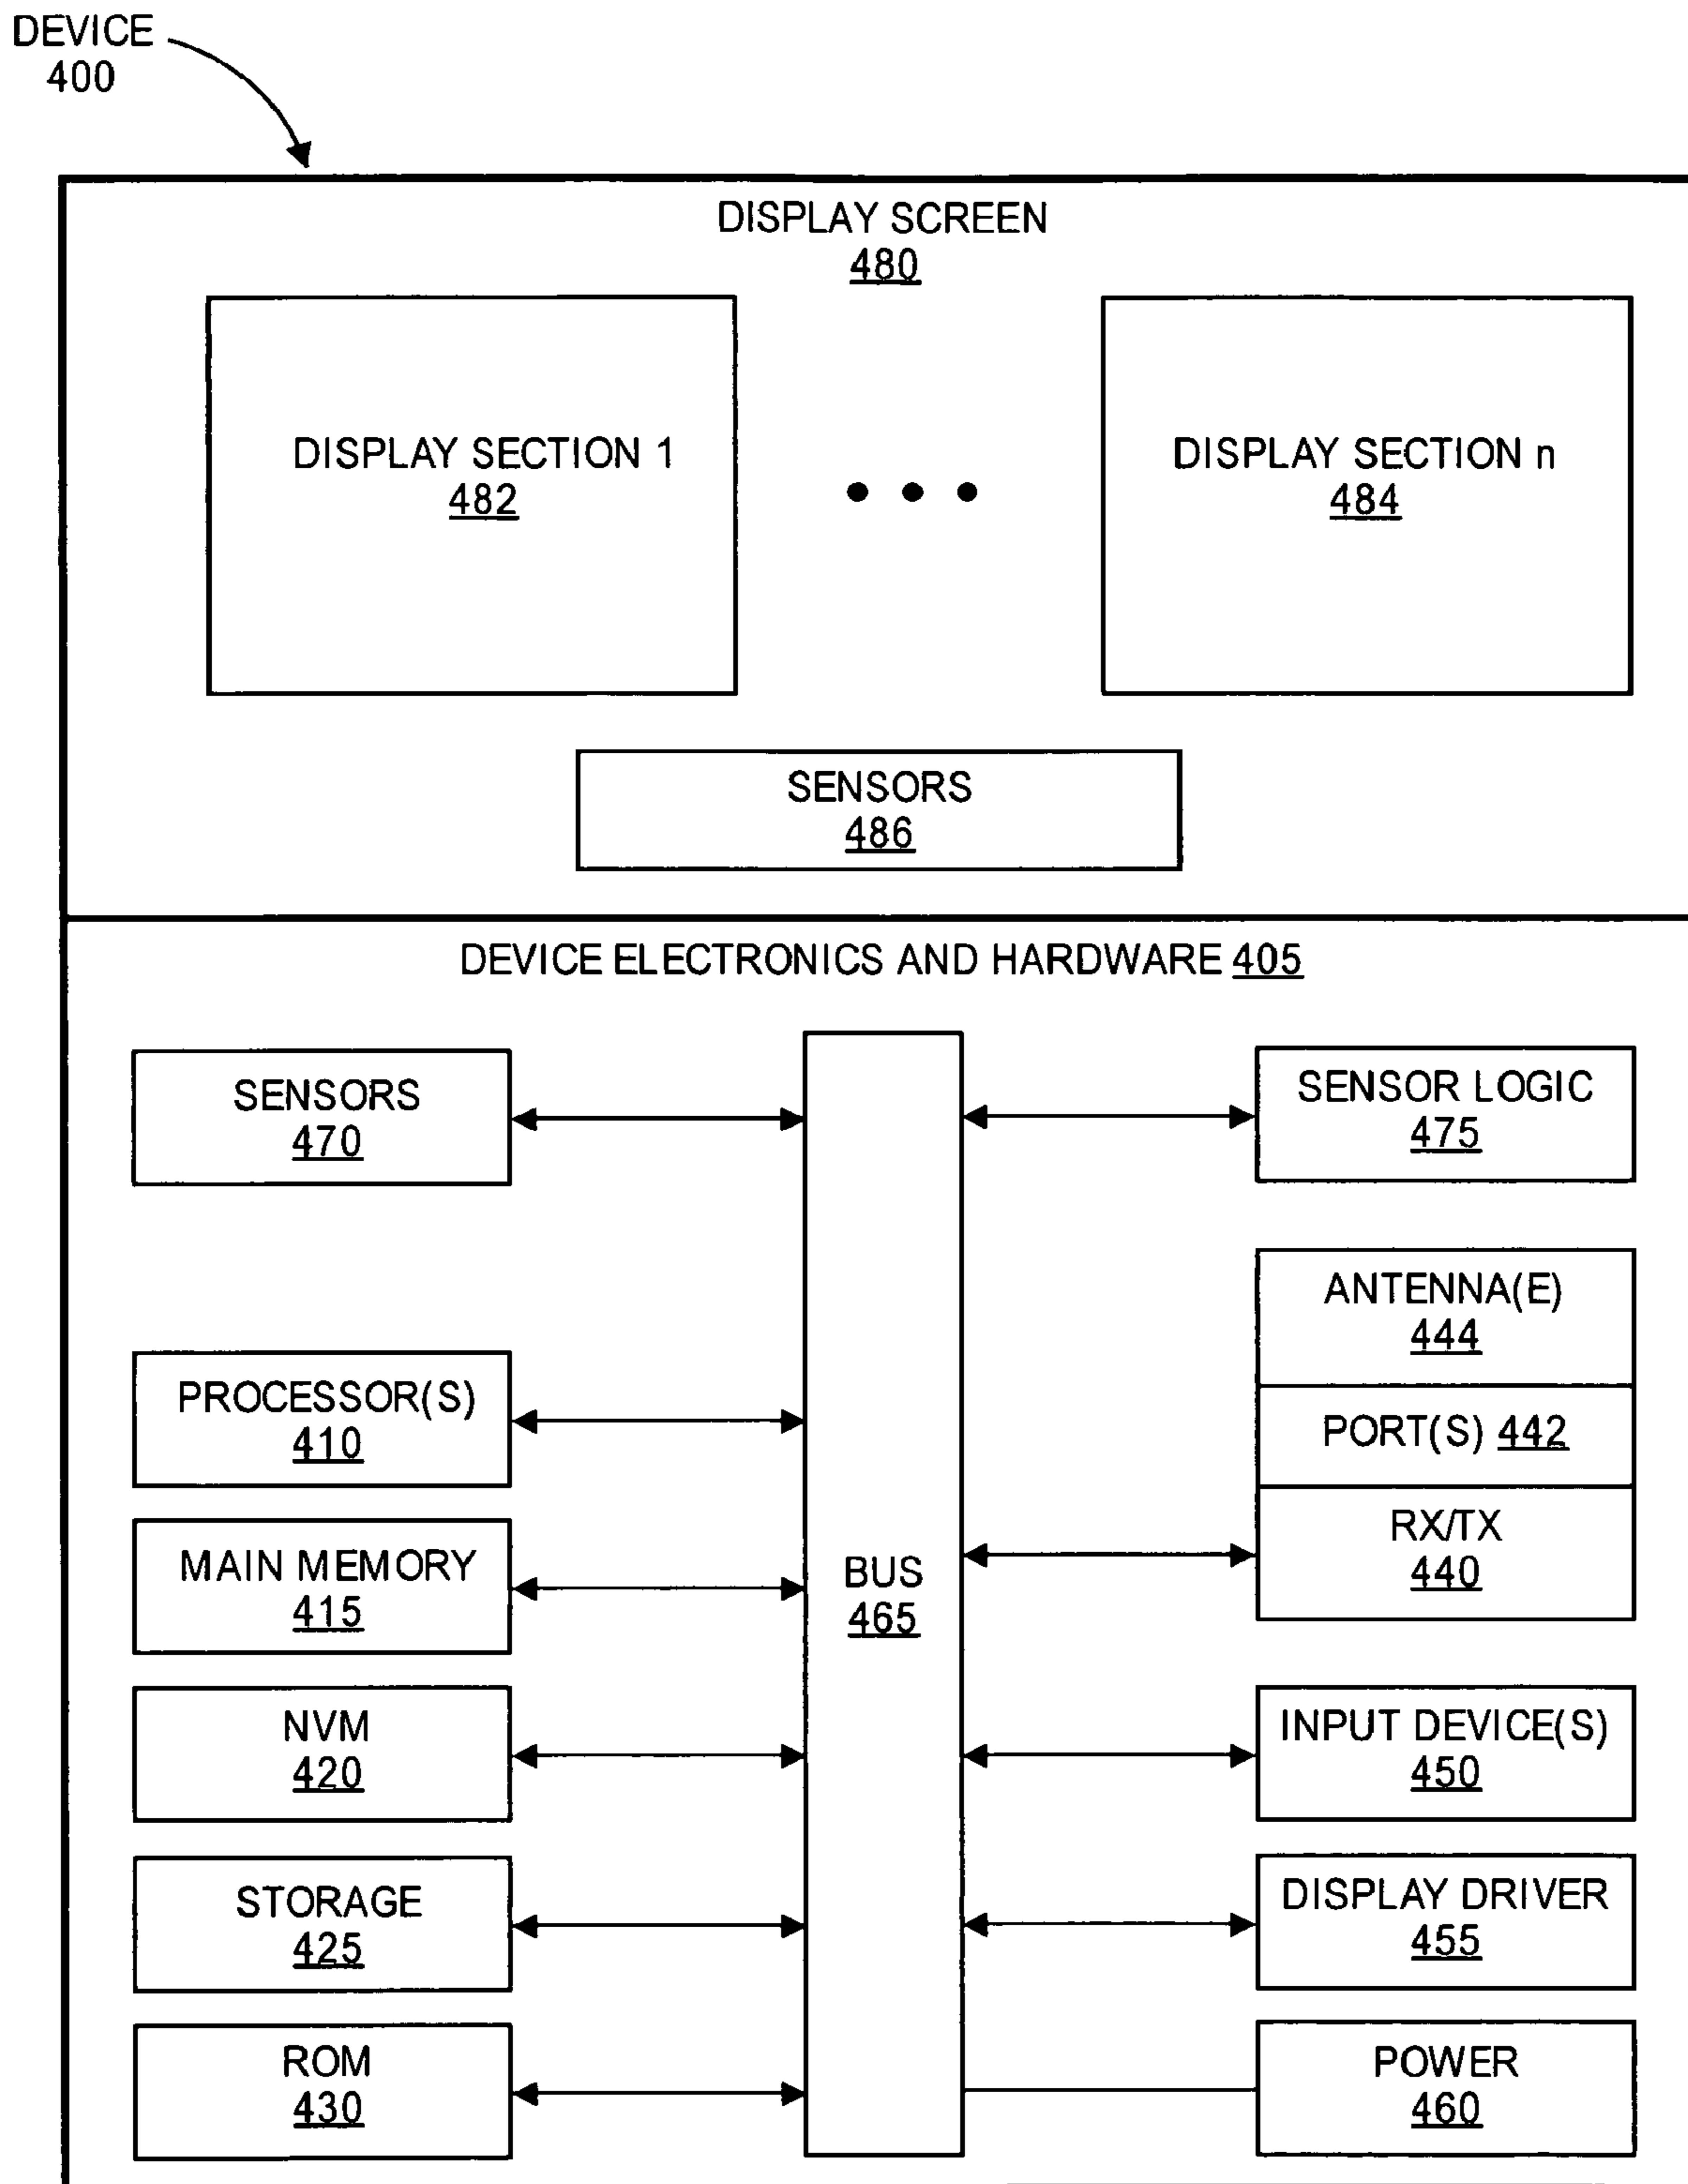 DEVICE
400
DISPLAY SCREEN
480
DISPLAY SECTION 1
482
DISPLAY SECTION n
484
SENSORS
486
DEVICE ELECTRONICS AND HARDWARE 405
SENSORS
470
SENSOR LOGIC
475
ANTENNA(E)
444
PROCESSOR(S)
410
PORT(S) 442
RX/TX
440
MAIN MEMORY
415
BUS
465
NVM
420
INPUT DEVICE(S)
450
STORAGE
425
DISPLAY DRIVER
455
ROM
430
POWER
460